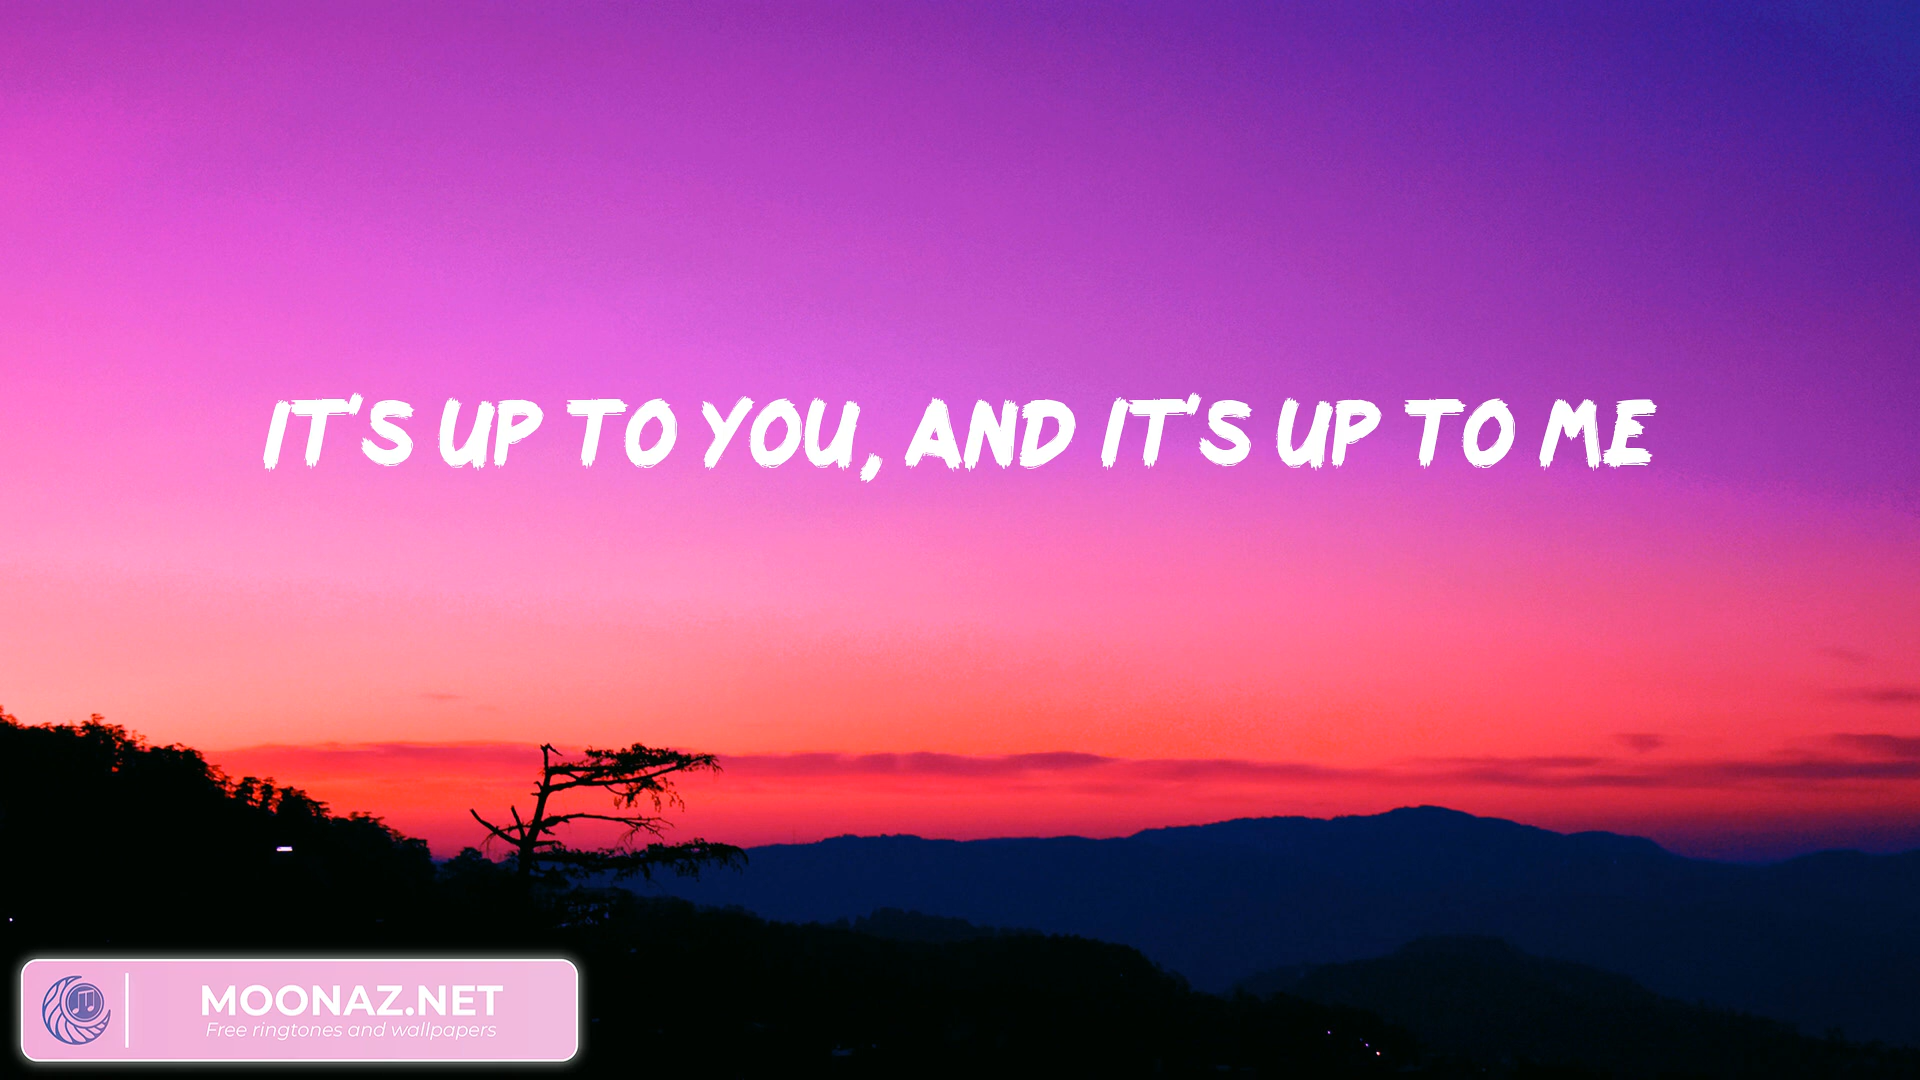 IT'S UP TO YOU, AND IT'S UP TO ME
MOONAZ.NET
Free ringtones and wallpapers